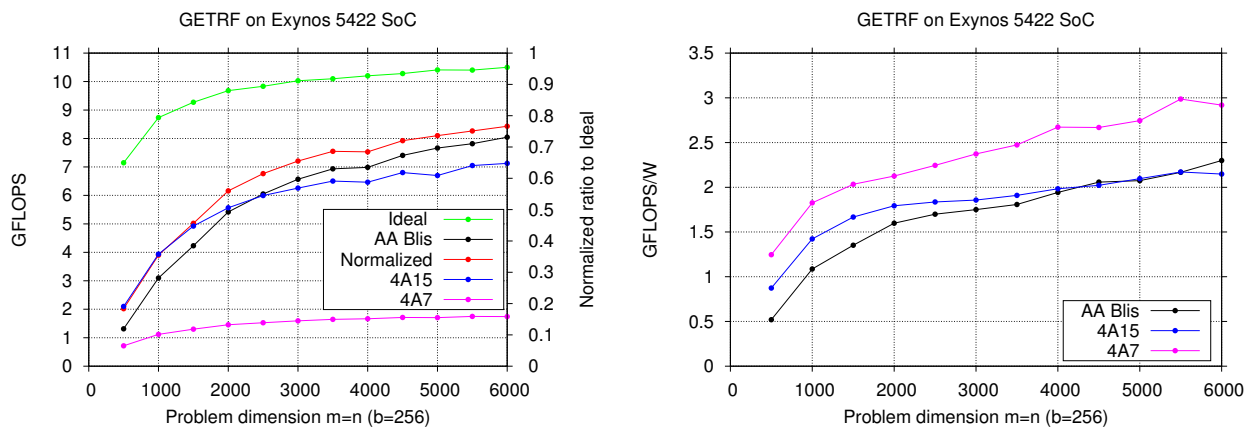 GETRF on Exynos 5422 SoC
11
10
9
8
7
6
5
4
3
2
1
0
GFLOPS
1
0.9
0.8
0.7
0.6
0.5
0.4
0.3
0.2
0.1
0
Normalized ratio to Ideal
Ideal
AA Blis
Normalized
4A15
4A7
0 1000 2000 3000 4000 5000 6000
Problem dimension m=n (b=256)
GETRF on Exynos 5422 SoC
3.5
3
2.5
2
1.5
1
0.5
0
GFLOPS/W
AA Blis
4A15
4A7
0 1000 2000 3000 4000 5000 6000
Problem dimension m=n (b=256)